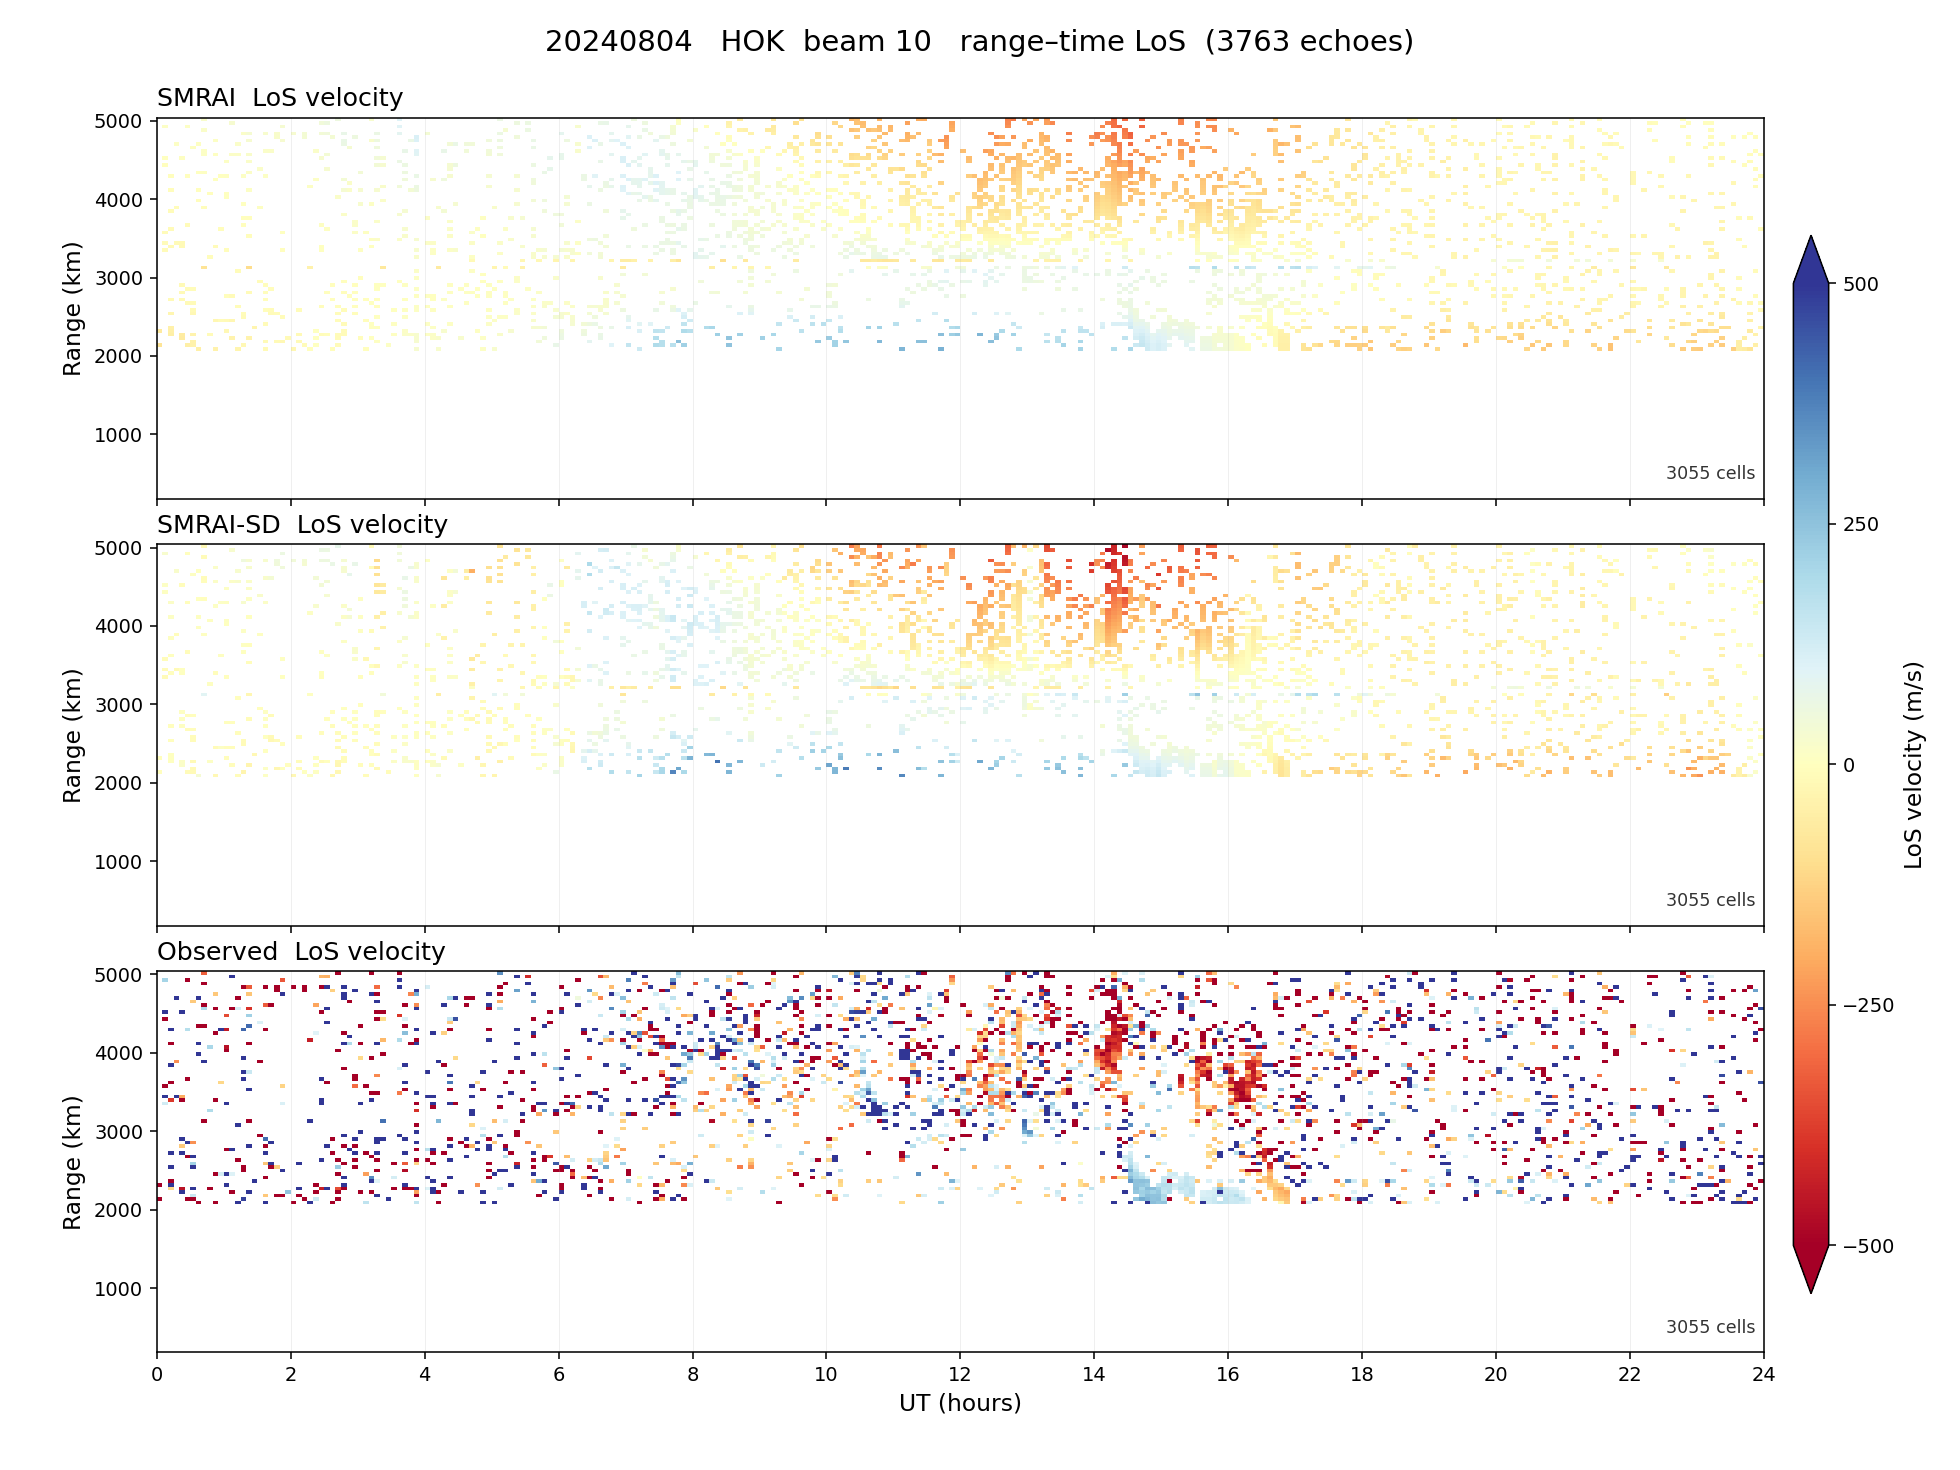 20240804   HOK  beam 10   range–time LoS  (3763 echoes)
SMRAI  LoS velocity
5000
4000
3000
2000
1000
Range (km)
3055 cells
SMRAI-SD  LoS velocity
5000
4000
3000
2000
1000
Range (km)
3055 cells
Observed  LoS velocity
5000
4000
3000
2000
1000
Range (km)
3055 cells
0 2 4 6 8 10 12 14 16 18 20 22 24
UT (hours)
500
250
0
−250
−500
LoS velocity (m/s)